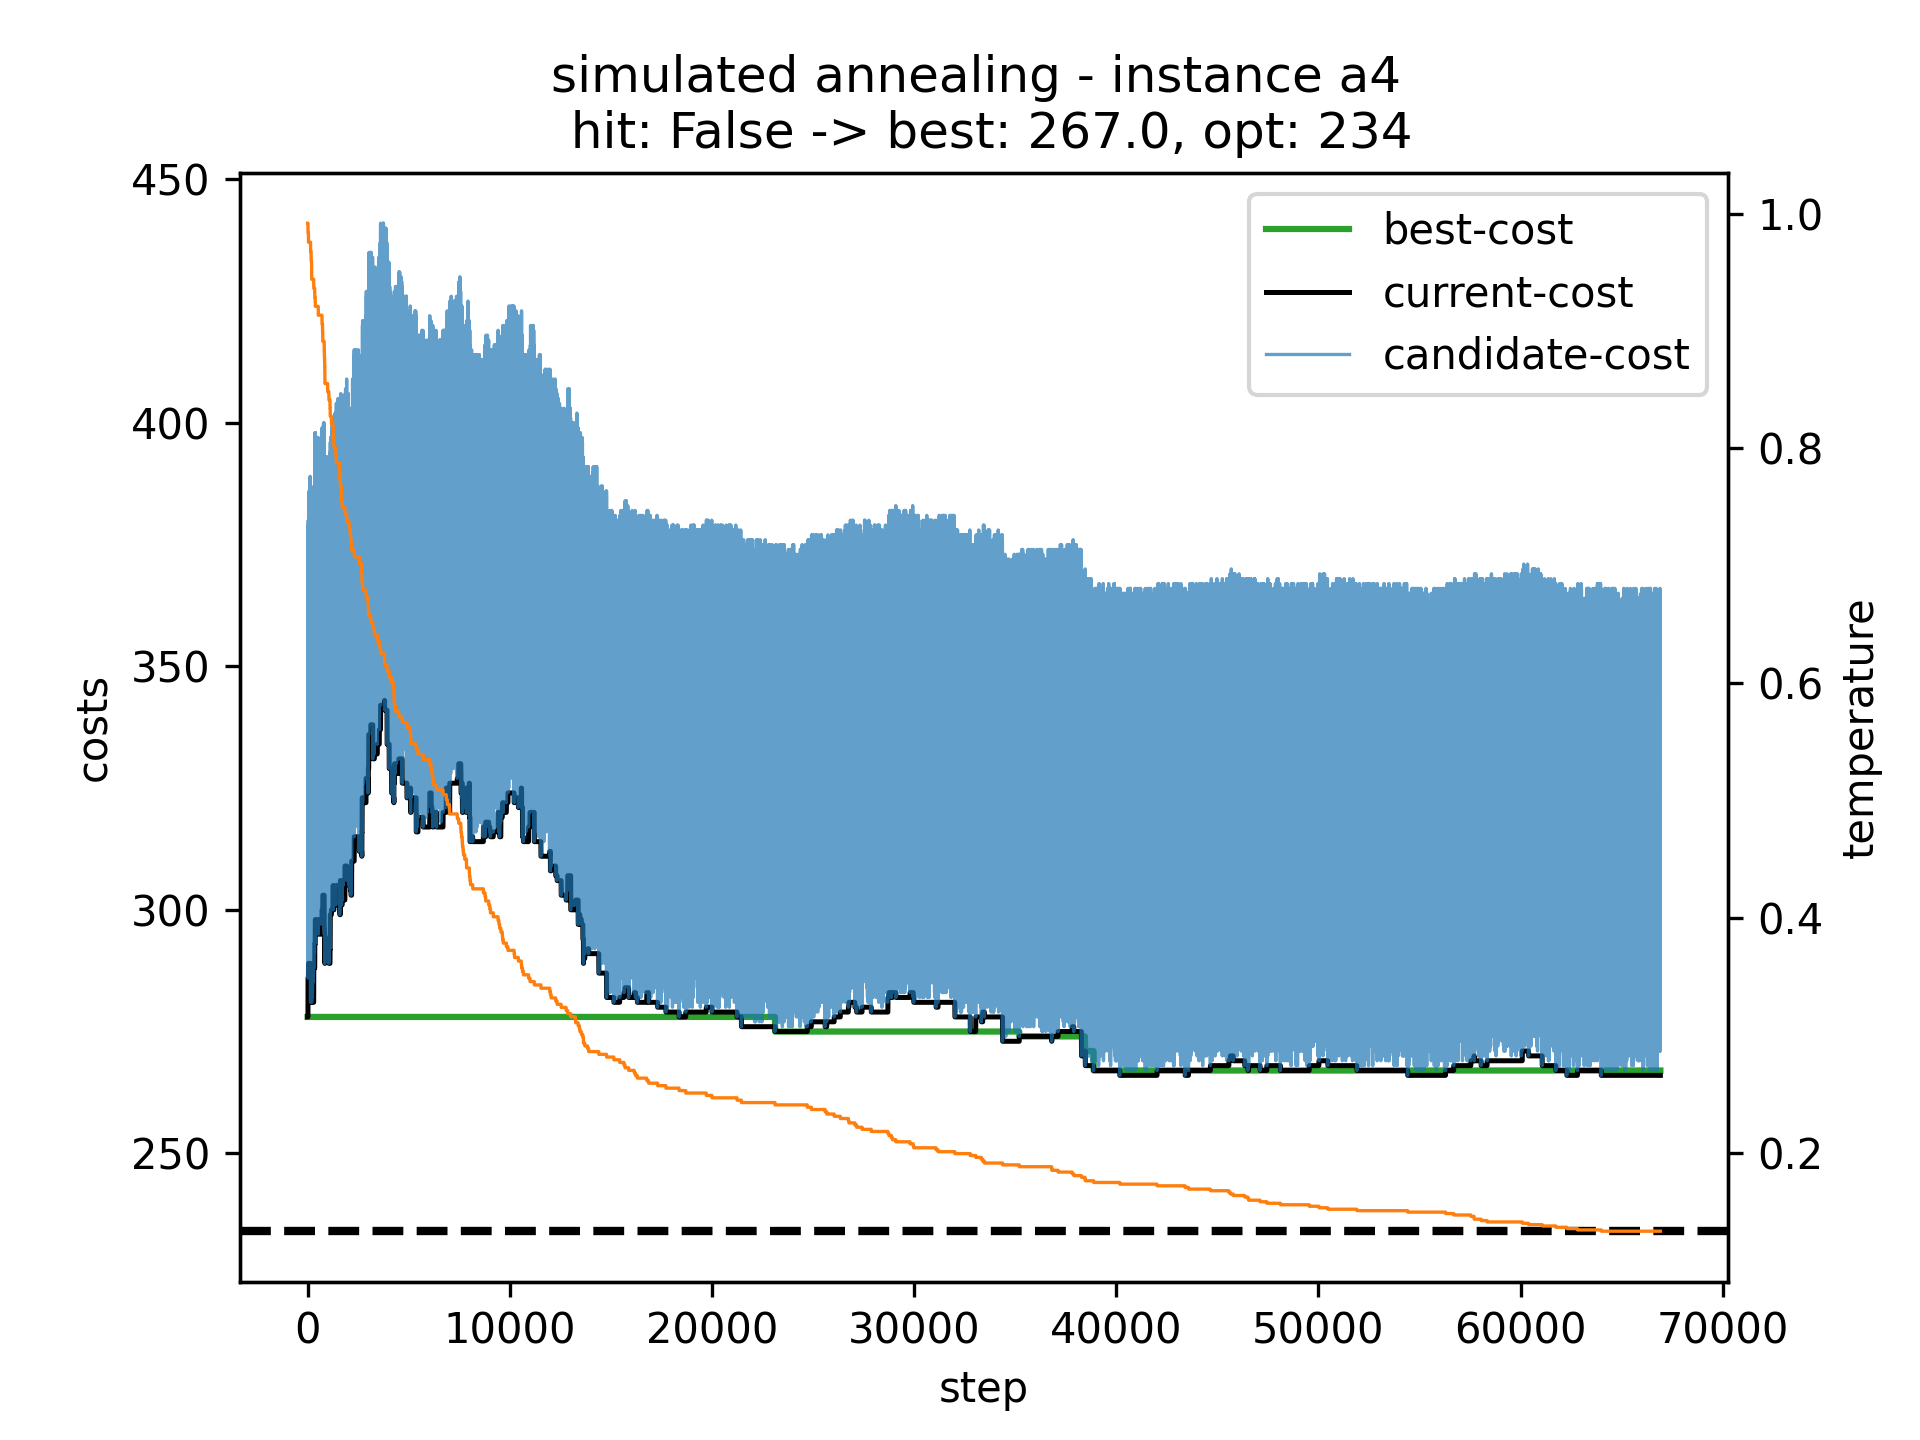 simulated annealing - instance a4
hit: False -> best: 267.0, opt: 234
best-cost
current-cost
candidate-cost
costs
450
400
350
300
250
temperature
1.0
0.8
0.6
0.4
0.2
0 10000 20000 30000 40000 50000 60000 70000
step